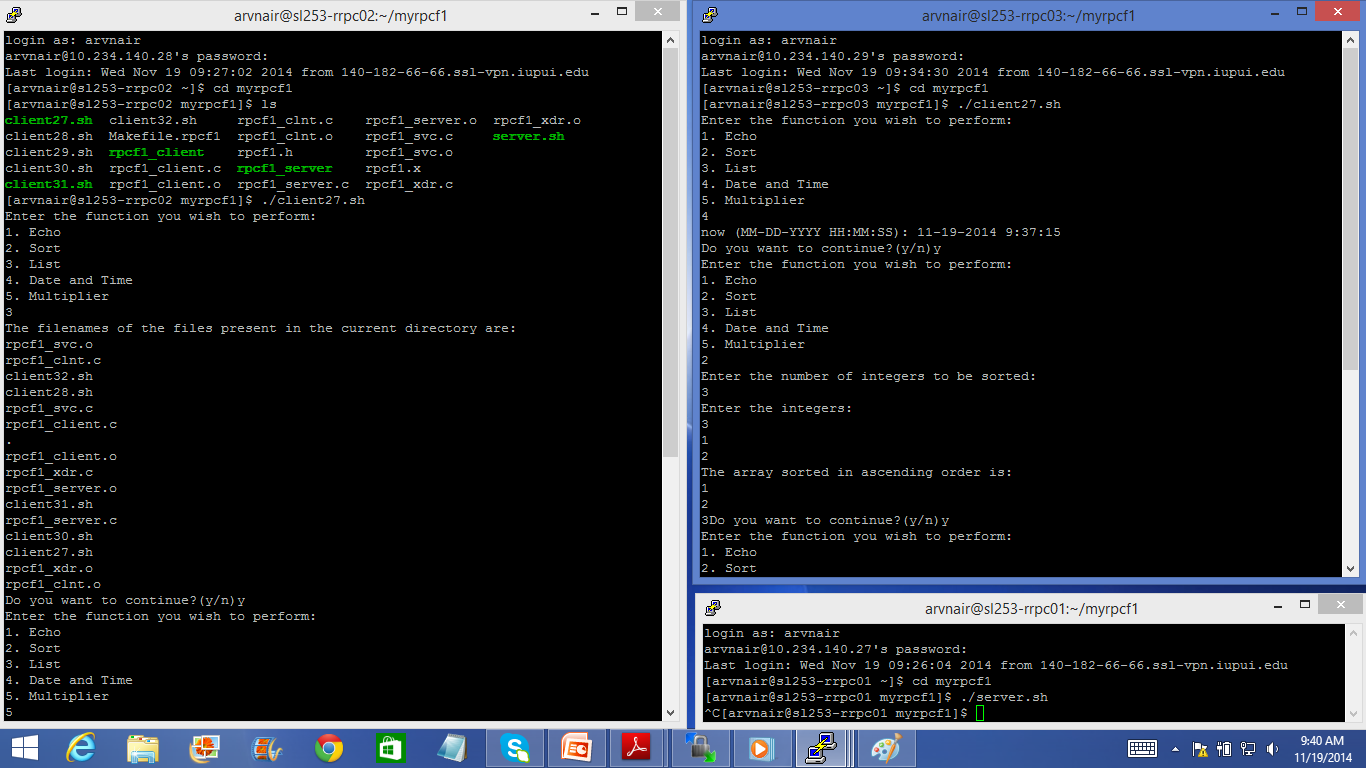 arvnair@sl253-rrpc02:~/myrpcf1
login as: arvnair
arvnair@10.234.140.28's password:
Last login: Wed Nov 19 09:27:02 2014 from 140-182-66-66.ssl-vpn.iupui.edu
[arvnair@sl253-rrpc02 ~]$ cd myrpcf1
[arvnair@sl253-rrpc02 myrpcf1]$ ls
client27.sh client32.sh rpcf1_clnt.c rpcf1_server.o rpcf1_xdr.o
client28.sh Makefile.rpcf1 rpcf1_clnt.o rpcf1_svc.c server.sh
client29.sh rpcf1_client rpcf1.h rpcf1_svc.o
client30.sh rpcf1_client.c rpcf1_server rpcf1.x
client31.sh rpcf1_client.o rpcf1_server.c rpcf1_xdr.c
[arvnair@sl253-rrpc02 myrpcf1]$ ./client27.sh
Enter the function you wish to perform:
1. Echo
2. Sort
3. List
4. Date and Time
5. Multiplier
3
The filenames of the files present in the current directory are:
rpcf1_svc.o
rpcf1_clnt.c
client32.sh
client28.sh
rpcf1_svc.c
rpcf1_client.c
.
rpcf1_client.o
rpcf1_xdr.c
rpcf1_server.o
client31.sh
rpcf1_server.c
client30.sh
client27.sh
rpcf1_xdr.o
rpcf1_clnt.o
Do you want to continue?(y/n)y
Enter the function you wish to perform:
1. Echo
2. Sort
3. List
4. Date and Time
5. Multiplier
5
arvnair@sl253-rrpc03:~/myrpcf1
login as: arvnair
arvnair@10.234.140.29's password:
Last login: Wed Nov 19 09:34:30 2014 from 140-182-66-66.ssl-vpn.iupui.edu
[arvnair@sl253-rrpc03 ~]$ cd myrpcf1
[arvnair@sl253-rrpc03 myrpcf1]$ ./client27.sh
Enter the function you wish to perform:
1. Echo
2. Sort
3. List
4. Date and Time
5. Multiplier
4
now (MM-DD-YYYY HH:MM:SS): 11-19-2014 9:37:15
Do you want to continue?(y/n)y
Enter the function you wish to perform:
1. Echo
2. Sort
3. List
4. Date and Time
5. Multiplier
2
Enter the number of integers to be sorted:
3
Enter the integers:
3
1
2
The array sorted in ascending order is:
1
2
3Do you want to continue?(y/n)y
Enter the function you wish to perform:
1. Echo
2. Sort
arvnair@sl253-rrpc01:~/myrpcf1
login as: arvnair
arvnair@10.234.140.27's password:
Last login: Wed Nov 19 09:26:04 2014 from 140-182-66-66.ssl-vpn.iupui.edu
[arvnair@sl253-rrpc01 ~]$ cd myrpcf1
[arvnair@sl253-rrpc01 myrpcf1]$ ./server.sh
^C[arvnair@sl253-rrpc01 myrpcf1]$
9:40 AM
11/19/2014